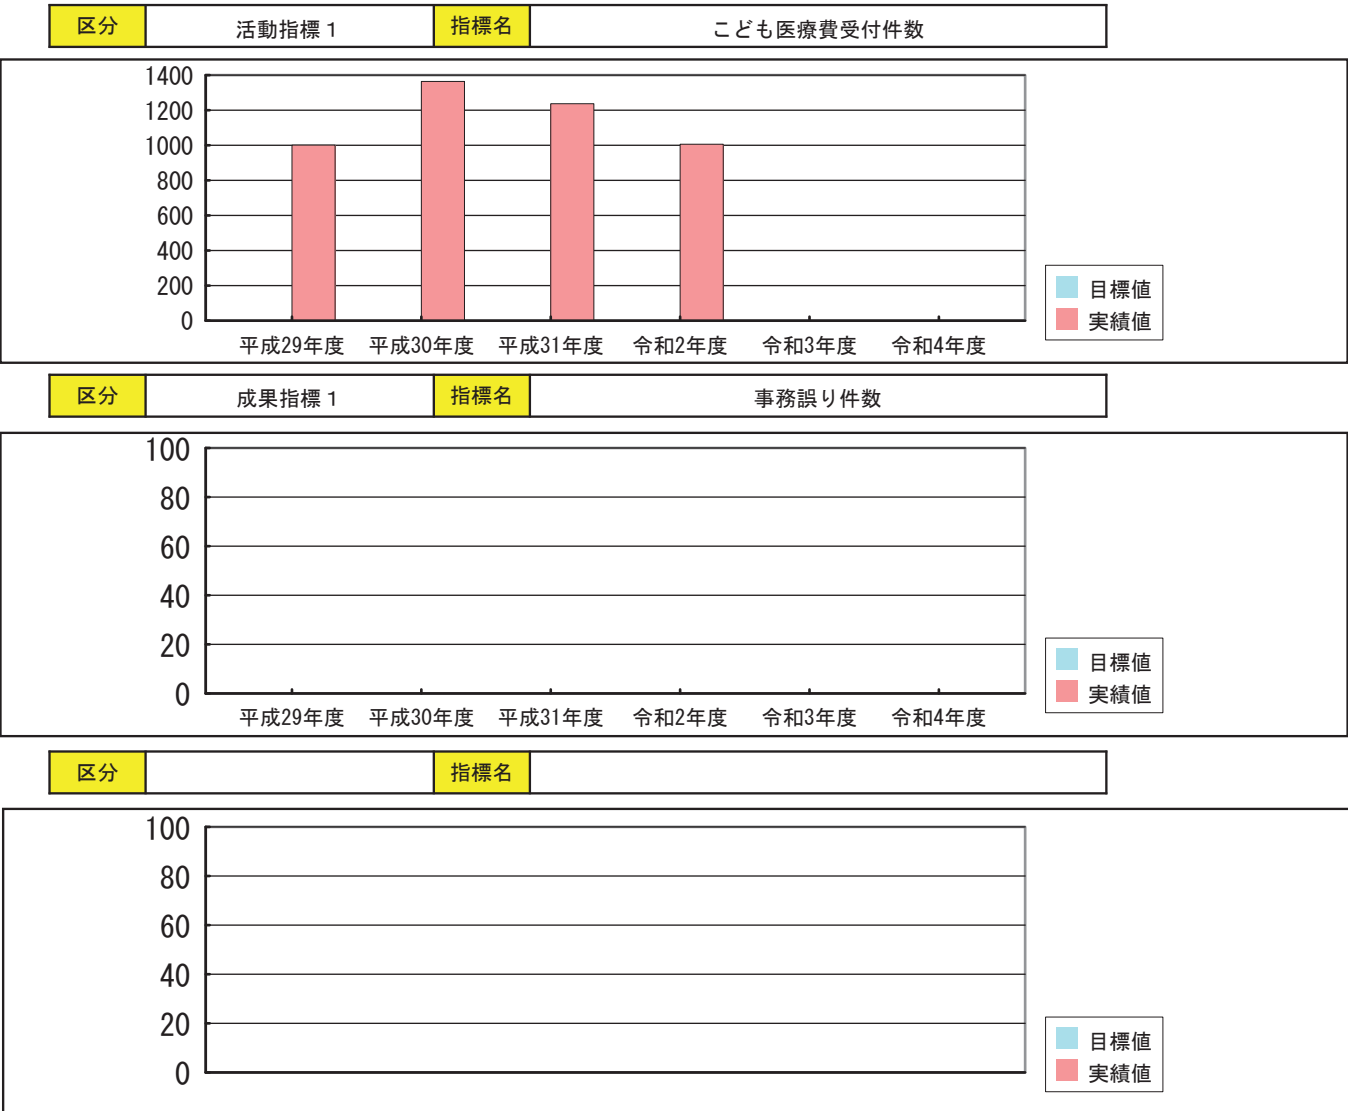 区分 活動指標1 指標名 こども医療費受付件数
1400
1200
1000
800
600
400
200
0
平成29年度 平成30年度 平成31年度 令和2年度 令和3年度 令和4年度
目標値
実績値
区分 成果指標1 指標名 事務誤り件数
100
80
60
40
20
0
平成29年度 平成30年度 平成31年度 令和2年度 令和3年度 令和4年度
目標値
実績値
区分 指標名
100
80
60
40
20
0
目標値
実績値